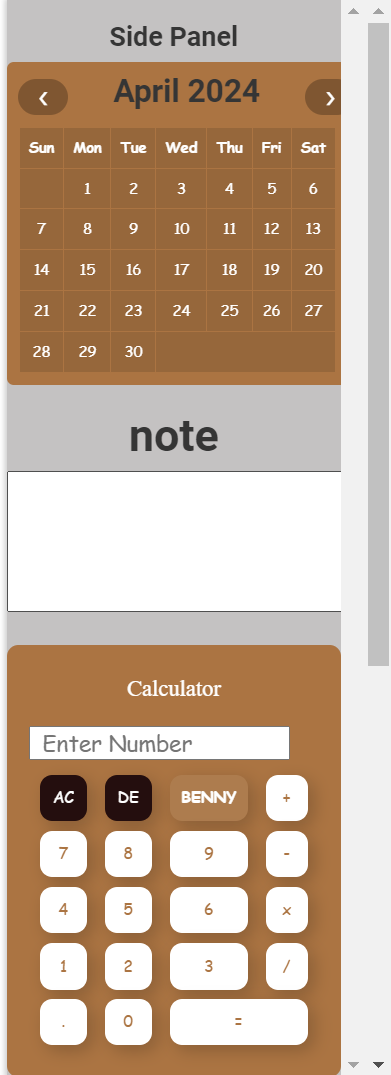 Side Panel
❮ April 2024 ❯
Sun Mon Tue Wed Thu Fri Sat
1 2 3 4 5 6
7 8 9 10 11 12 13
14 15 16 17 18 19 20
21 22 23 24 25 26 27
28 29 30
note
Calculator
Enter Number
AC DE BENNY +
7 8 9 -
4 5 6 x
1 2 3 /
. 0 =